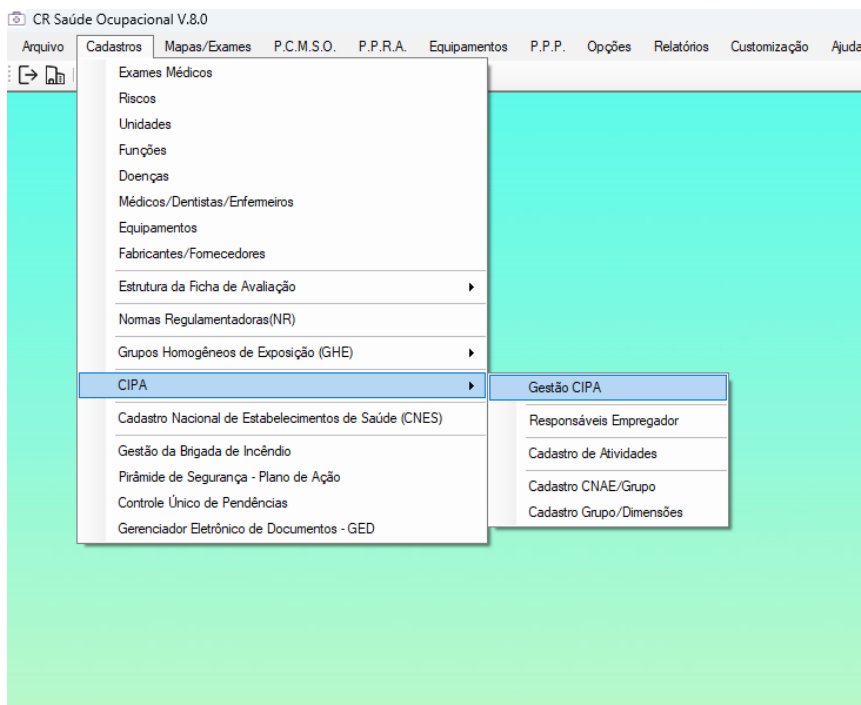 CR Saúde Ocupacional V.8.0
Arquivo Cadastros Mapas/Exames P.C.M.S.O. P.P.R.A. Equipamentos P.P.P. Opções Relatórios Customização Ajuda
Exames Médicos
Riscos
Unidades
Funções
Doenças
Médicos/Dentistas/Enfermeiros
Equipamentos
Fabricantes/Fornecedores
Estrutura da Ficha de Avaliação
Normas Regulamentadoras(NR)
Grupos Homogêneos de Exposição (GHE)
CIPA
Cadastro Nacional de Estabelecimentos de Saúde (CNES)
Gestão da Brigada de Incêndio
Pirâmide de Segurança - Plano de Ação
Controle Único de Pendências
Gerenciador Eletrônico de Documentos - GED
Gestão CIPA
Responsáveis Empregador
Cadastro de Atividades
Cadastro CNAE/Grupo
Cadastro Grupo/Dimensões